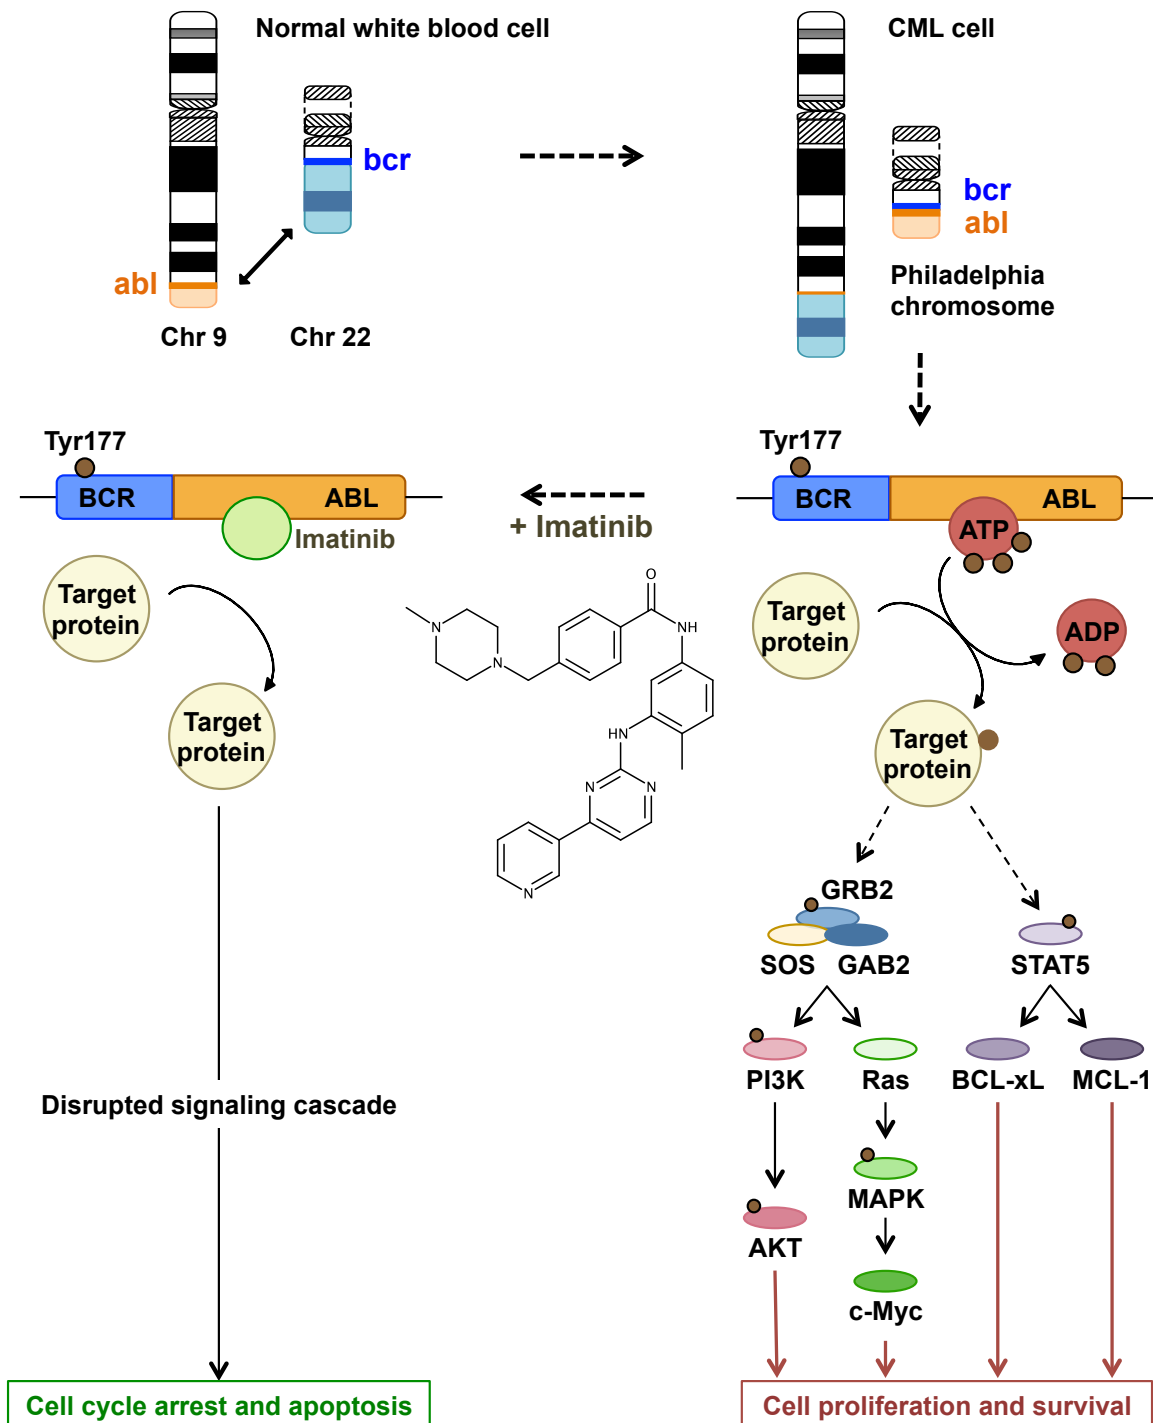 Normal white blood cell
CML cell
bcr
abl
Chr 9
Chr 22
bcr
abl
Philadelphia
chromosome
Tyr177
BCR
ABL
Imatinib
+ Imatinib
Tyr177
BCR
ABL
ATP
Target
protein
Target
protein
Target
protein
ADP
Target
protein
O
NH
N
N
HN
N
N
N
GRB2
SOS
GAB2
STAT5
PI3K
Ras
BCL-xL
MCL-1
MAPK
AKT
c-Myc
Disrupted signaling cascade
Cell cycle arrest and apoptosis
Cell proliferation and survival